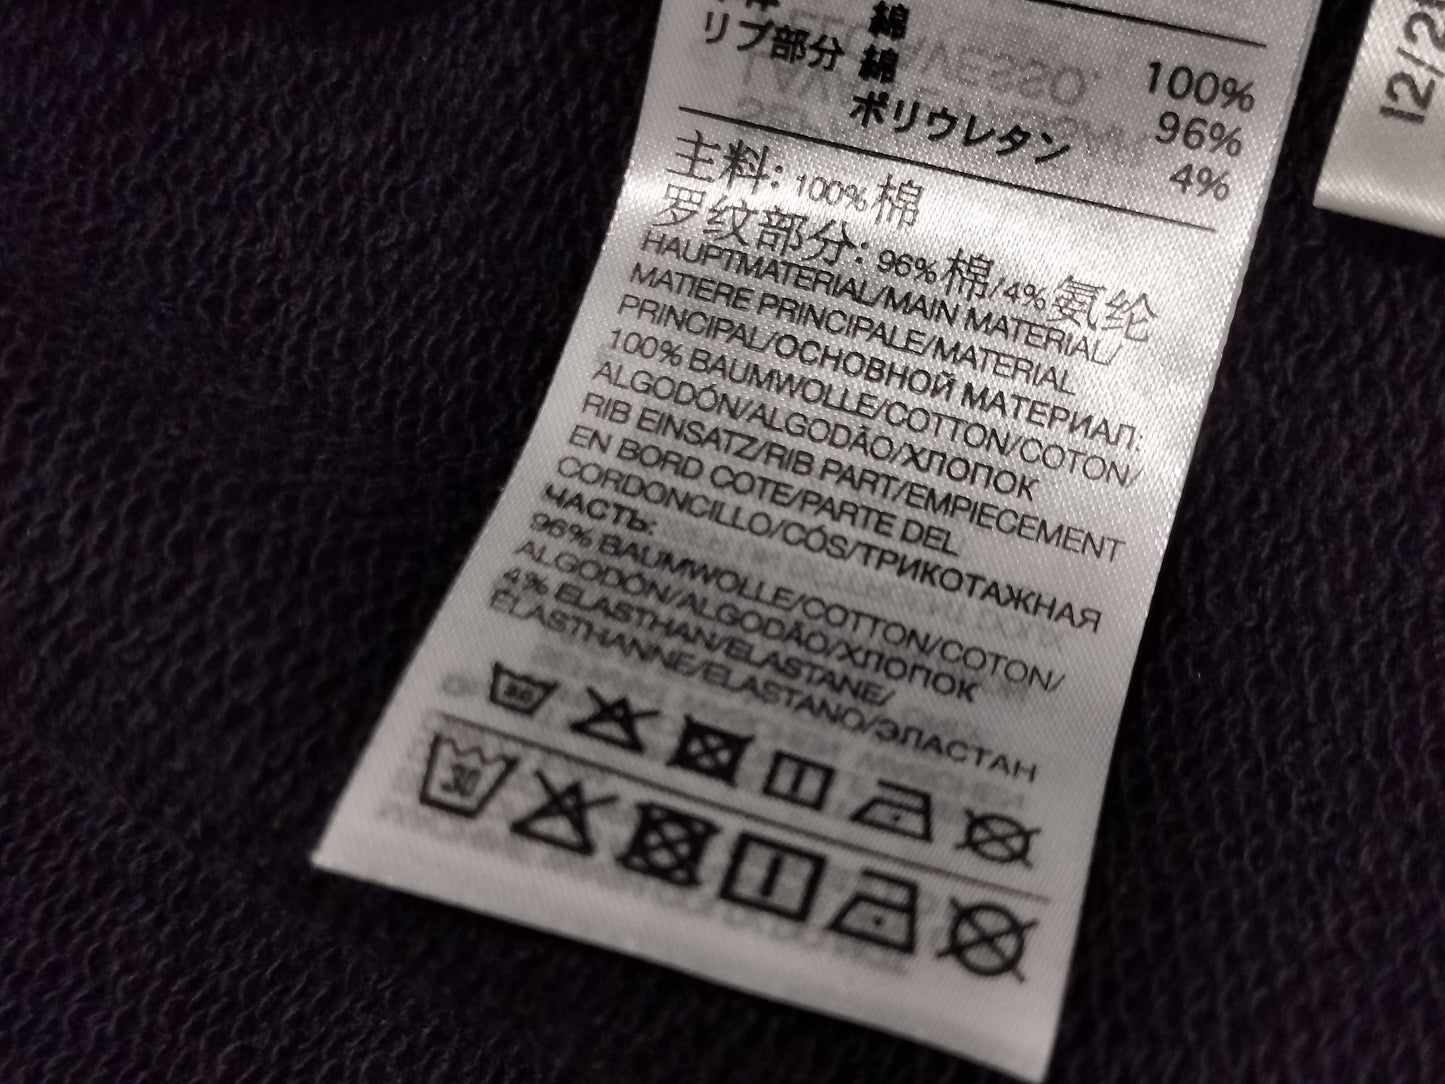 綿 100%
リブ部分 綿 96%
ポリウレタン 4%
主料: 100%棉
罗纹部分: 96%棉/4%氨纶
HAUPTMATERIAL/MAIN MATERIAL/
MATIERE PRINCIPALE/MATERIAL
PRINCIPAL/ОСНОВНОЙ МАТЕРИАЛ:
100% BAUMWOLLE/COTTON/COTON/
ALGODÓN/ALGODÃO/ХЛОПОК
RIB EINSATZ/RIB PART/EMPIECEMENT
EN BORD COTE/PARTE DEL
CORDONCILLO/CÓS/ТРИКОТАЖНАЯ
ЧАСТЬ:
96% BAUMWOLLE/COTTON/COTON/
ALGODÓN/ALGODÃO/ХЛОПОК
4% ELASTHAN/ELASTANE/
ÉLASTHANNE/ELASTANO/ЭЛАСТАН
30
30